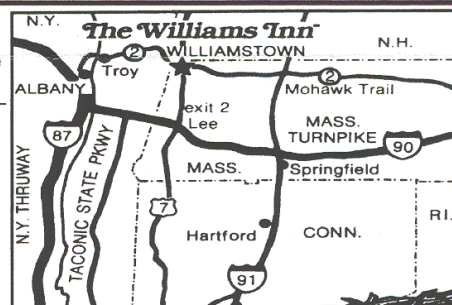 N.Y.
The Williams Inn
2
WILLIAMSTOWN
N.H.
Troy
2
ALBANY
Mohawk Trail
exit 2
Lee
MASS.
TURNPIKE
87
90
MASS.
Springfield
N.Y. THRUWAY
TACONIC STATE PKWY
7
RI.
Hartford
CONN.
91